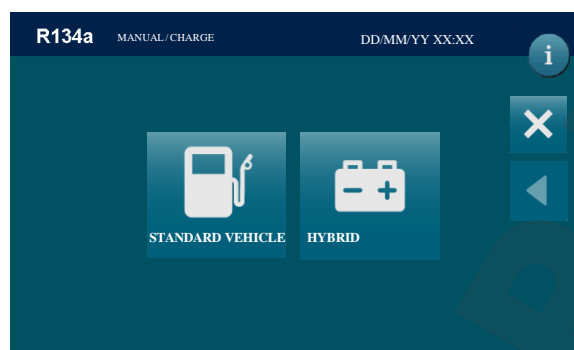 R134a MANUAL/CHARGE DD/MM/YY XX:XX
i
STANDARD VEHICLE HYBRID